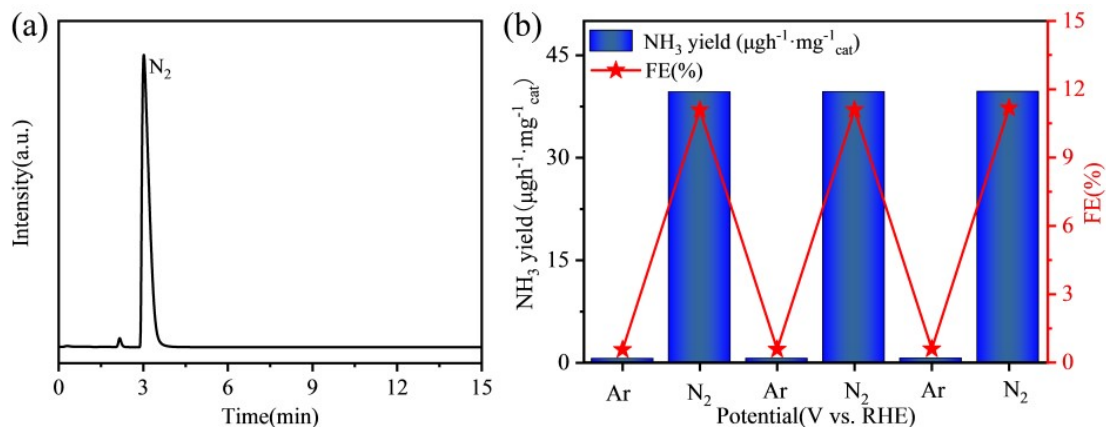 (a)
N₂
Intensity(a.u.)
0 3 6 9 12 15
Time(min)
(b)
NH₃ yield (μgh⁻¹·mg⁻¹cat)
FE(%)
NH₃ yield (μgh⁻¹·mg⁻¹cat)
45
30
15
0
15
12
9
6
3
0
FE(%)
Ar N₂ Ar N₂ Ar N₂
Potential(V vs. RHE)